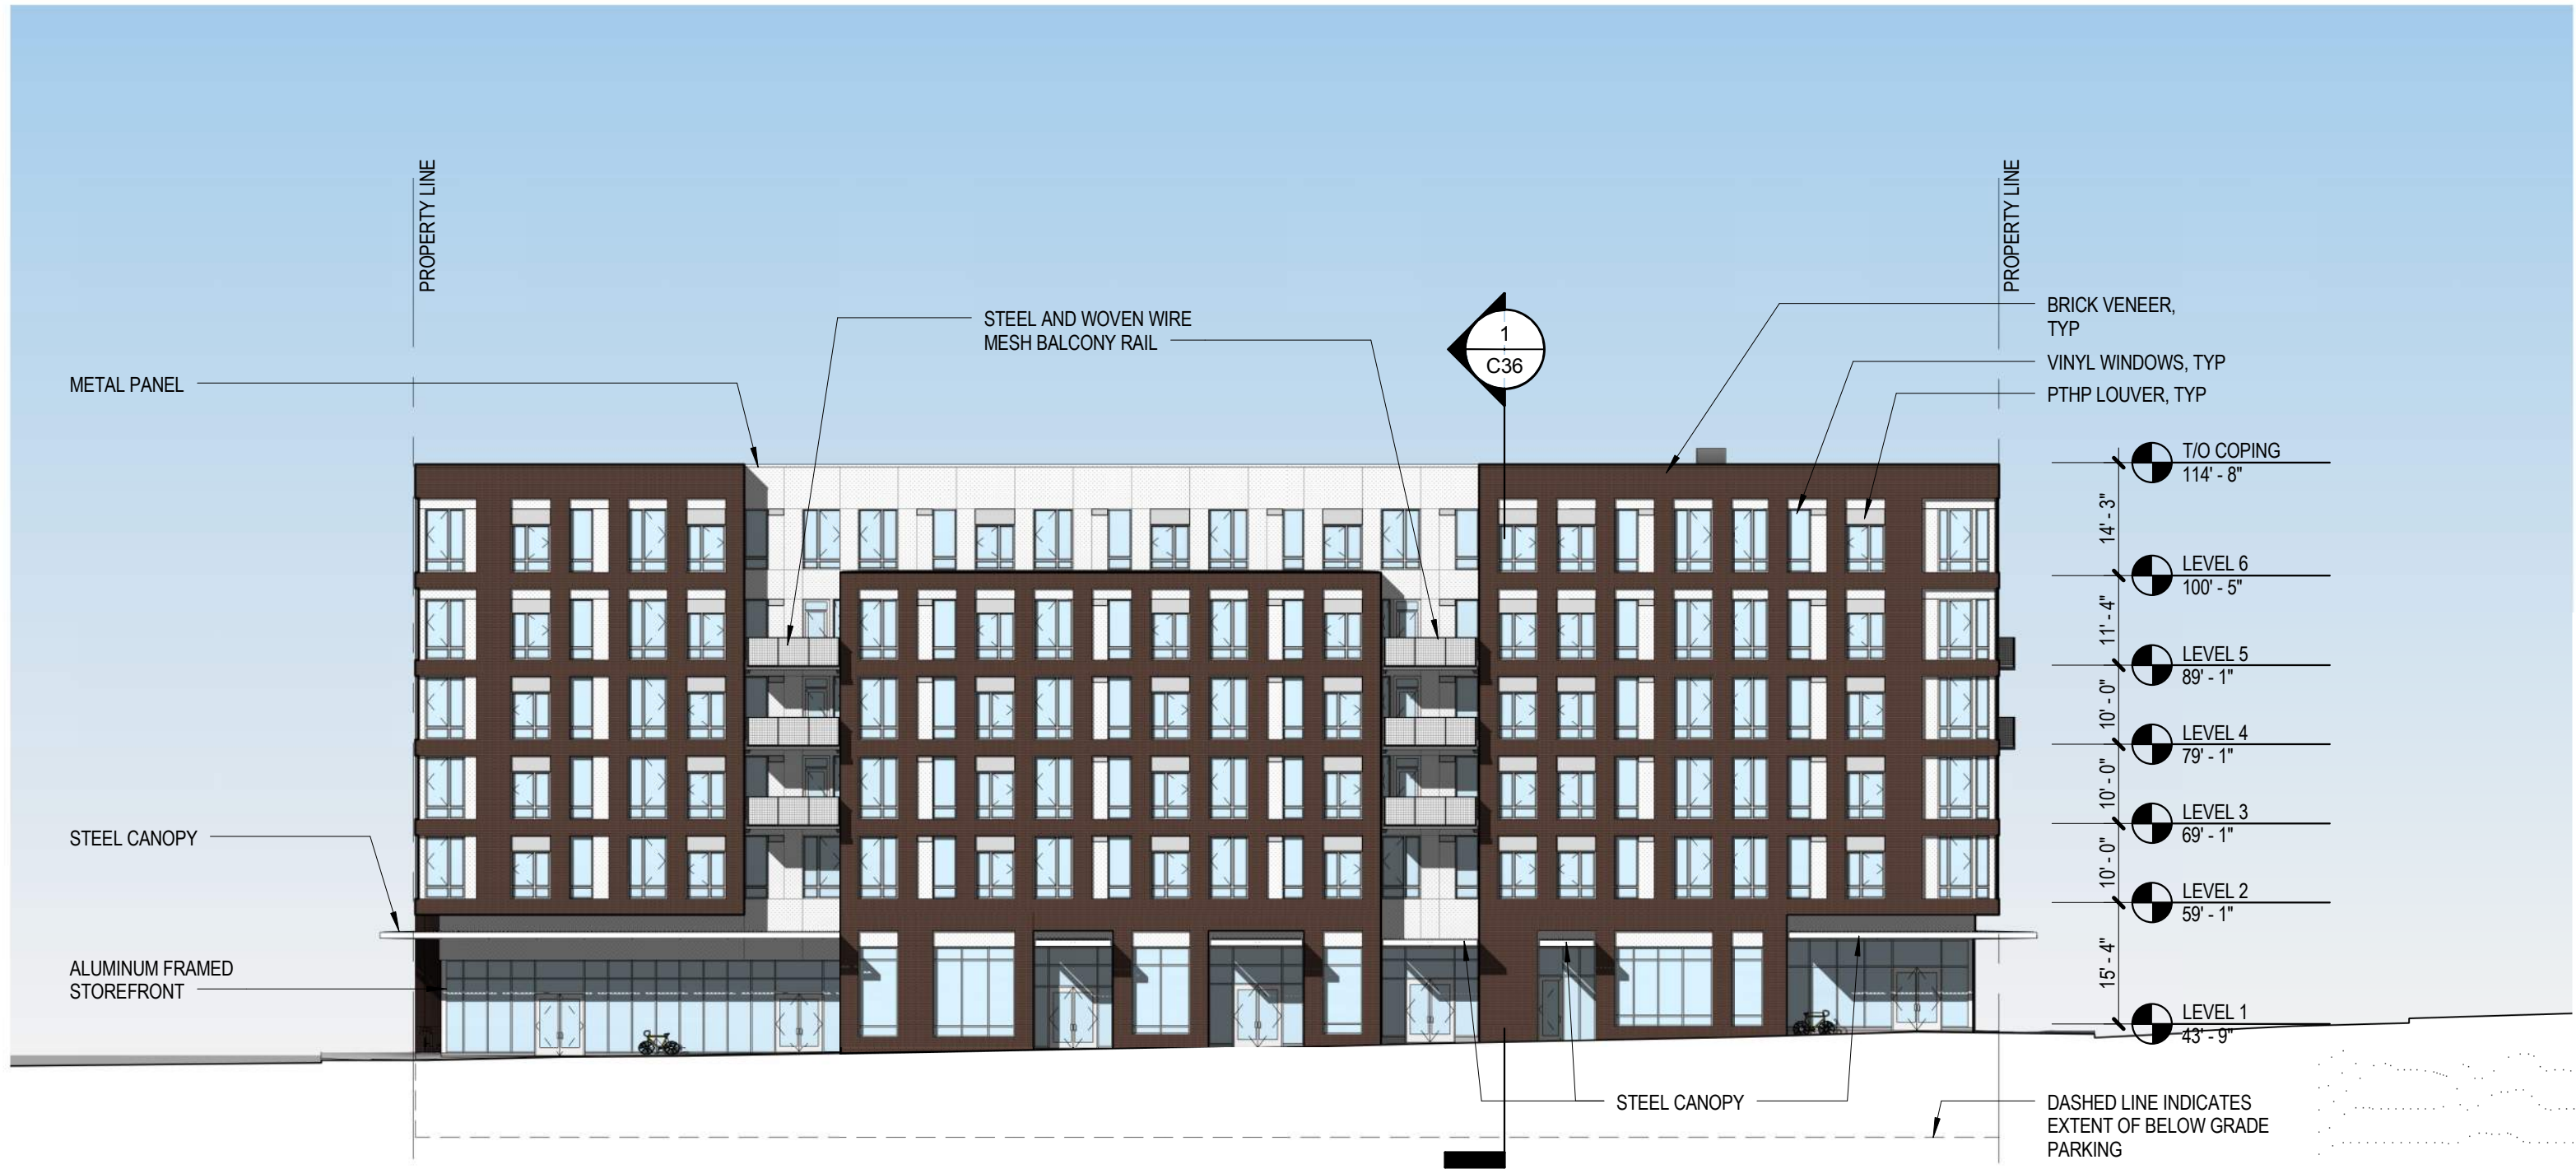 PROPERTY LINE
PROPERTY LINE
STEEL AND WOVEN WIRE
MESH BALCONY RAIL
1
C36
BRICK VENEER,
TYP
VINYL WINDOWS, TYP
PTHP LOUVER, TYP
METAL PANEL
T/O COPING
114' - 8"
14' - 3"
LEVEL 6
100' - 5"
11' - 4"
LEVEL 5
89' - 1"
10' - 0"
LEVEL 4
79' - 1"
10' - 0"
LEVEL 3
69' - 1"
10' - 0"
LEVEL 2
59' - 1"
15' - 4"
LEVEL 1
43' - 9"
STEEL CANOPY
ALUMINUM FRAMED
STOREFRONT
STEEL CANOPY
DASHED LINE INDICATES
EXTENT OF BELOW GRADE
PARKING